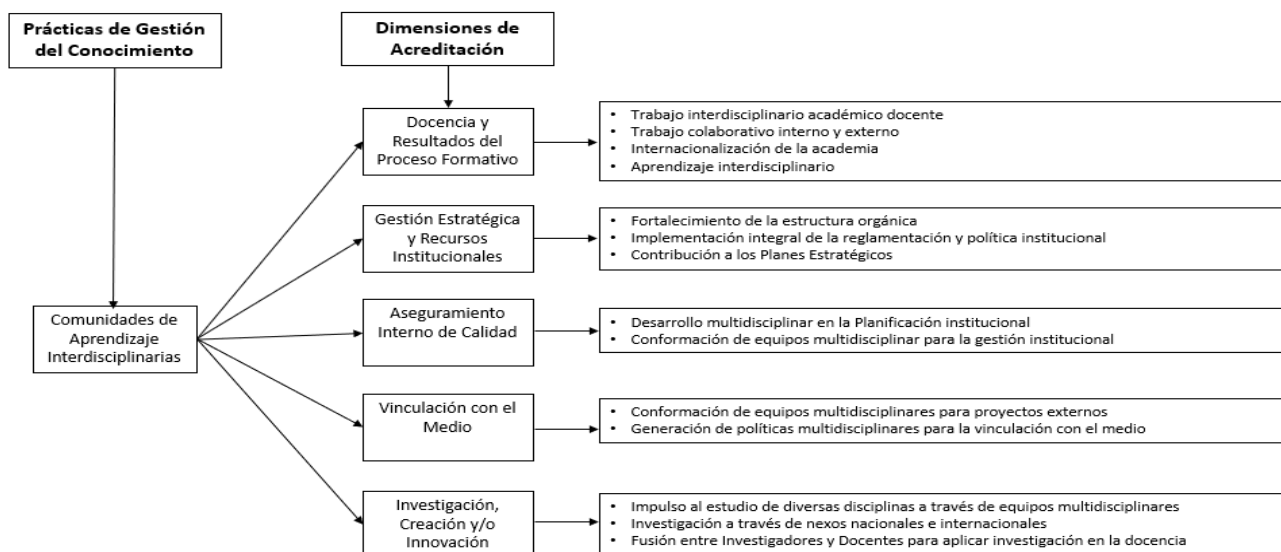 Prácticas de Gestión
del Conocimiento
Dimensiones de
Acreditación
Docencia y
Resultados del
Proceso Formativo
• Trabajo interdisciplinario académico docente
• Trabajo colaborativo interno y externo
• Internacionalización de la academia
• Aprendizaje interdisciplinario
Gestión Estratégica
y Recursos
Institucionales
• Fortalecimiento de la estructura orgánica
• Implementación integral de la reglamentación y política institucional
• Contribución a los Planes Estratégicos
Comunidades de
Aprendizaje
Interdisciplinarias
Aseguramiento
Interno de Calidad
• Desarrollo multidisciplinar en la Planificación institucional
• Conformación de equipos multidisciplinar para la gestión institucional
Vinculación con el
Medio
• Conformación de equipos multidisciplinares para proyectos externos
• Generación de políticas multidisciplinares para la vinculación con el medio
Investigación,
Creación y/o
Innovación
• Impulso al estudio de diversas disciplinas a través de equipos multidisciplinares
• Investigación a través de nexos nacionales e internacionales
• Fusión entre Investigadores y Docentes para aplicar investigación en la docencia